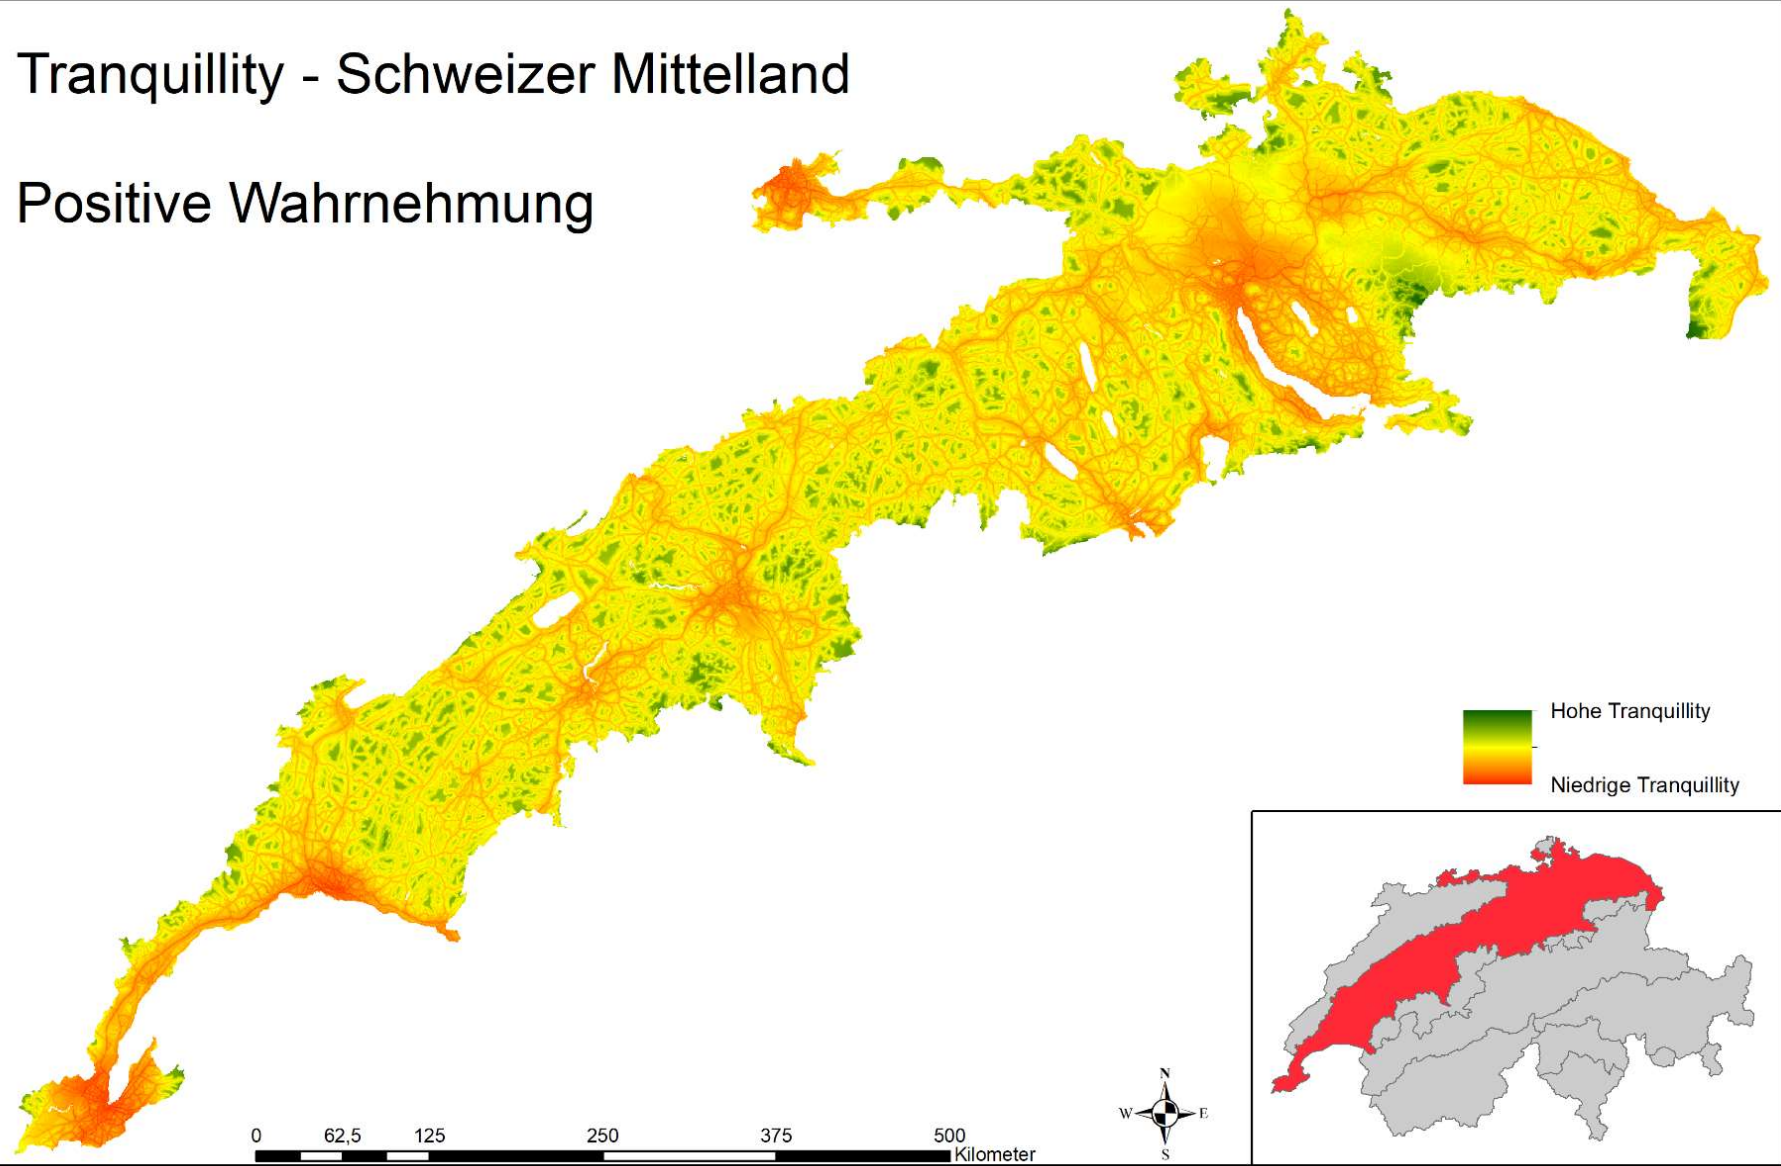 Tranquillity - Schweizer Mittelland
Positive Wahrnehmung
Hohe Tranquillity
Niedrige Tranquillity
N
W E
S
0 62,5 125 250 375 500
Kilometer